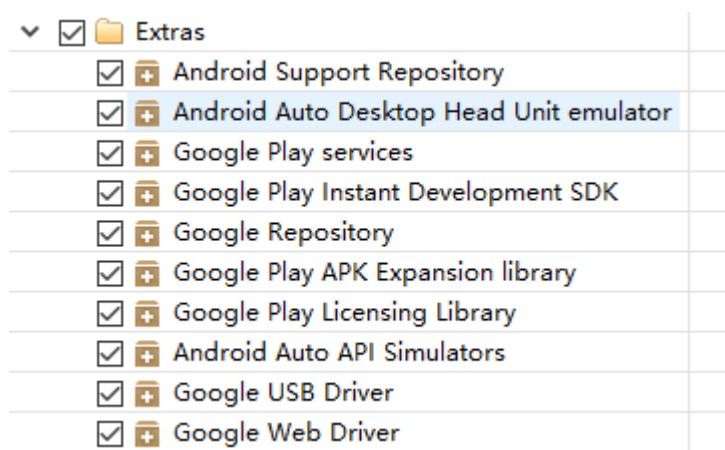 Extras
Android Support Repository
Android Auto Desktop Head Unit emulator
Google Play services
Google Play Instant Development SDK
Google Repository
Google Play APK Expansion library
Google Play Licensing Library
Android Auto API Simulators
Google USB Driver
Google Web Driver